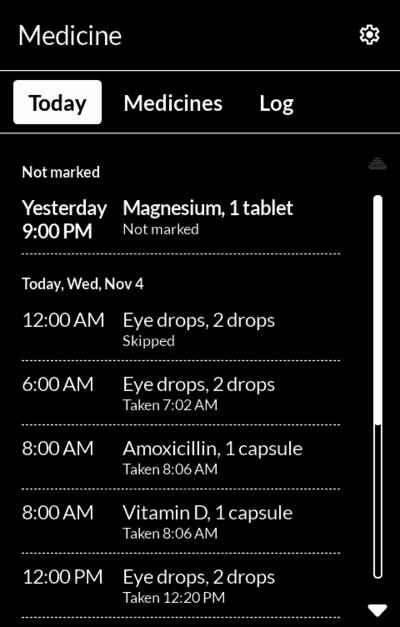 Medicine
Today Medicines Log
Not marked
Yesterday 9:00 PM
Magnesium, 1 tablet
Not marked
Today, Wed, Nov 4
12:00 AM Eye drops, 2 drops
Skipped
6:00 AM Eye drops, 2 drops
Taken 7:02 AM
8:00 AM Amoxicillin, 1 capsule
Taken 8:06 AM
8:00 AM Vitamin D, 1 capsule
Taken 8:06 AM
12:00 PM Eye drops, 2 drops
Taken 12:20 PM